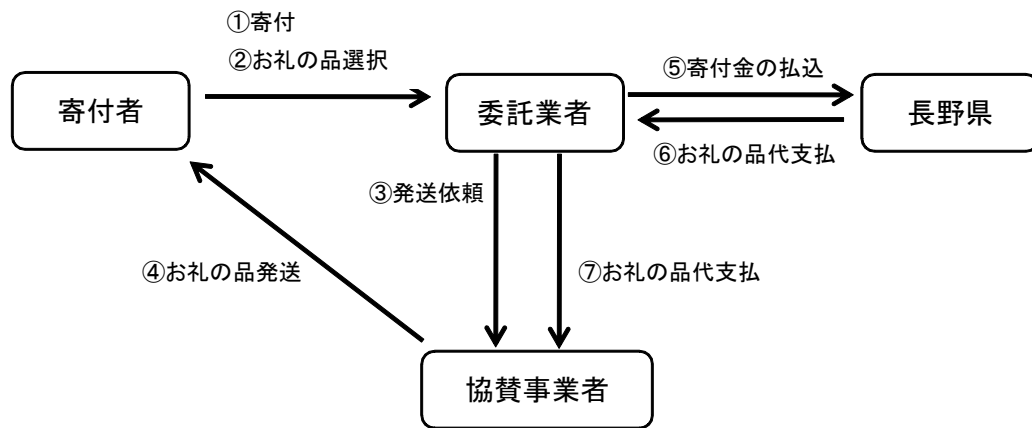 ①寄付
②お礼の品選択
⑤寄付金の払込
寄付者
委託業者
長野県
⑥お礼の品代支払
③発送依頼
④お礼の品発送
⑦お礼の品代支払
協賛事業者